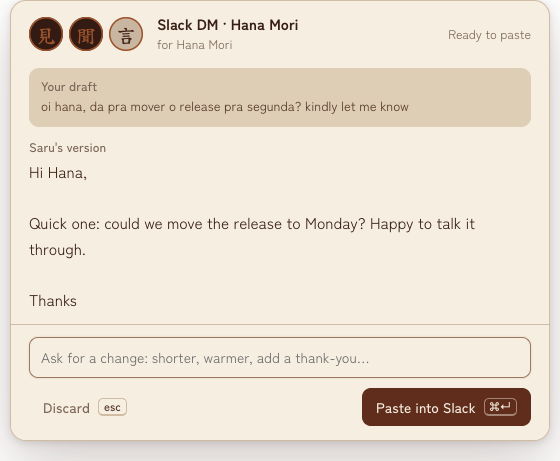 見 聞 言
Slack DM · Hana Mori
for Hana Mori
Ready to paste
Your draft
oi hana, da pra mover o release pra segunda? kindly let me know
Saru's version
Hi Hana,
Quick one: could we move the release to Monday? Happy to talk it
through.
Thanks
Ask for a change: shorter, warmer, add a thank-you…
Discard esc
Paste into Slack ⌘↵